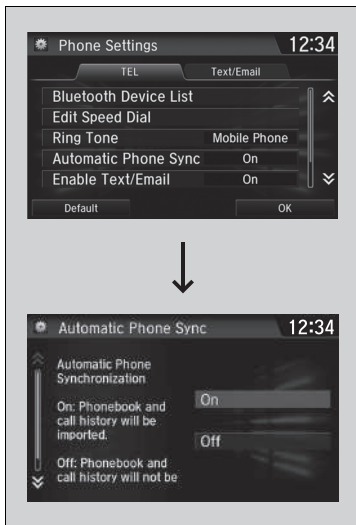 Phone Settings 12:34
TEL Text/Email
Bluetooth Device List
Edit Speed Dial
Ring Tone Mobile Phone
Automatic Phone Sync On
Enable Text/Email On
Default OK
Automatic Phone Sync 12:34
Automatic Phone
Synchronization
On: Phonebook and
call history will be
imported.
Off: Phonebook and
call history will not be
On
Off